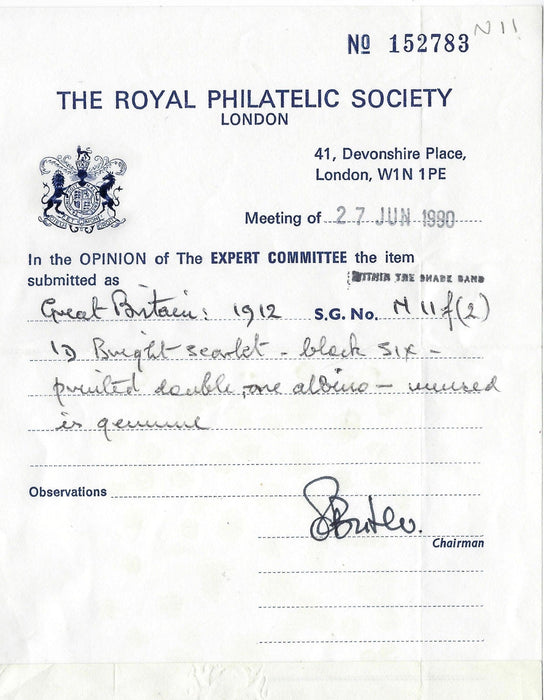 N11
No 152783
THE ROYAL PHILATELIC SOCIETY
LONDON
41, Devonshire Place,
London, W1N 1PE
Meeting of 27 JUN 1990
In the OPINION of The EXPERT COMMITTEE the item
submitted as
WITHIN THE SHADE BAND
Great Britain: 1912 S.G. No. N11f(2)
1D Bright scarlet - block six -
printed double, one albino - unused
is genuine
Observations
Chairman